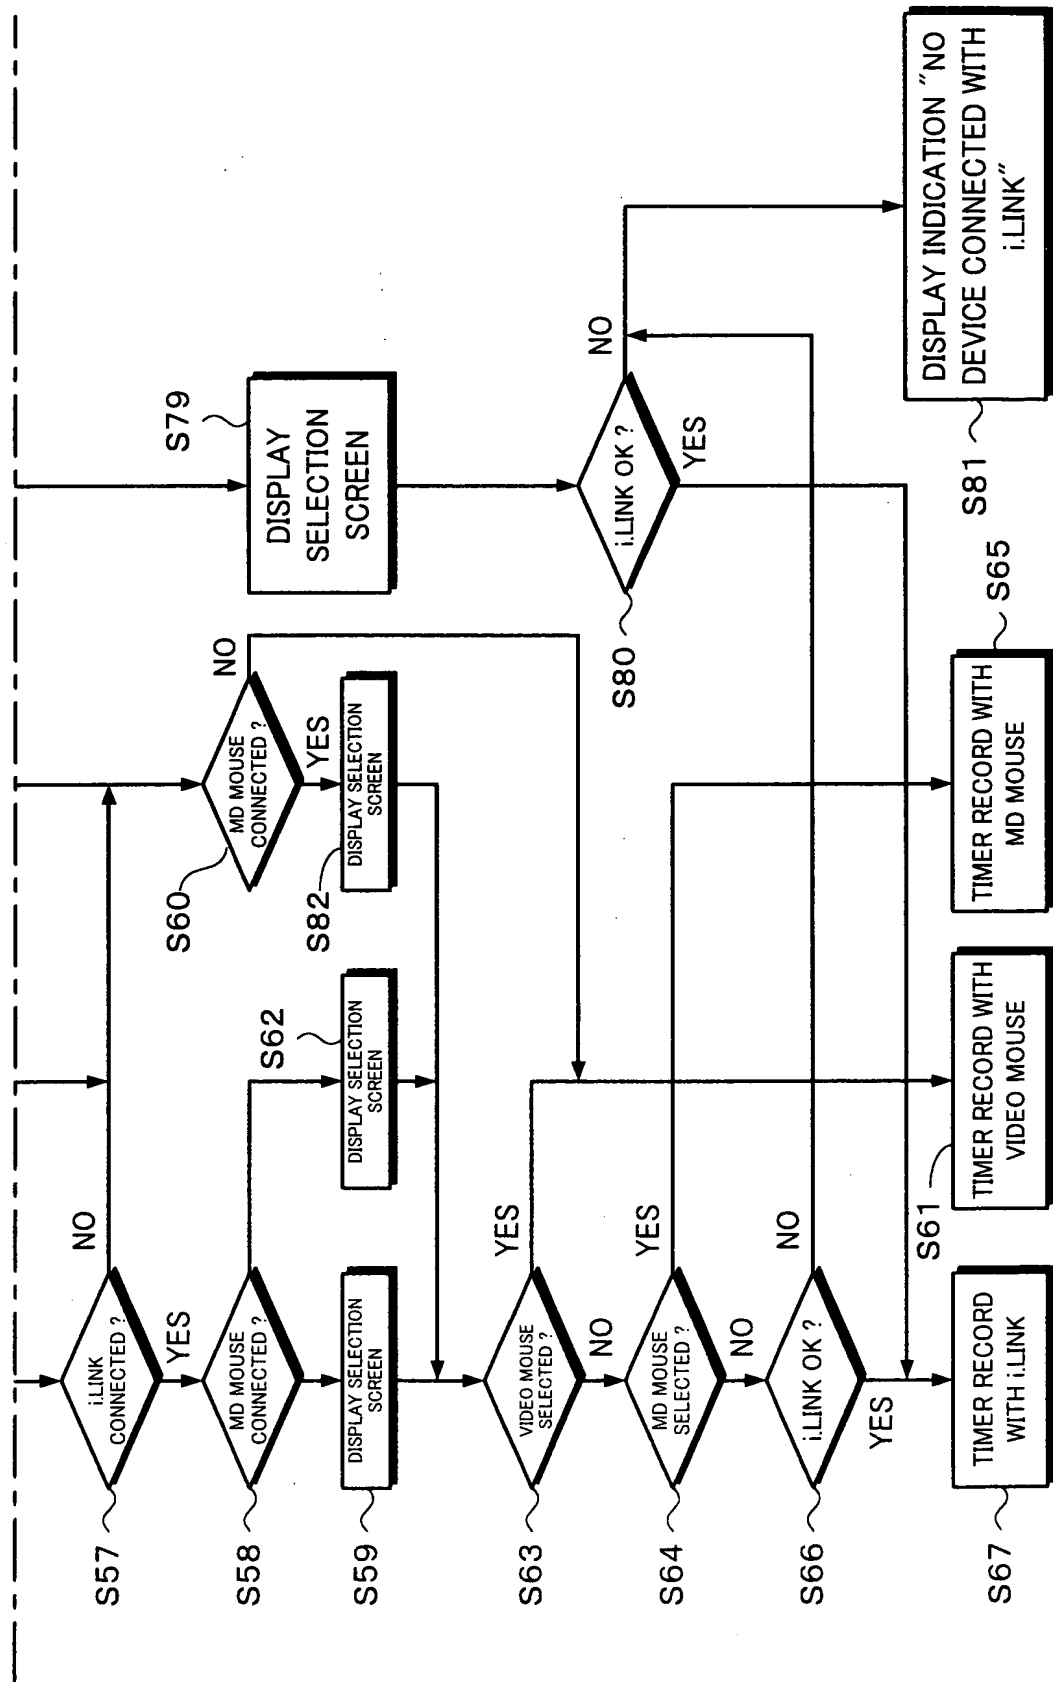 S57
i.LINK
CONNECTED ?
NO
YES
S58
MD MOUSE
CONNECTED ?
S59
DISPLAY SELECTION
SCREEN
S62
DISPLAY SELECTION
SCREEN
S60
MD MOUSE
CONNECTED ?
NO
YES
S82
DISPLAY SELECTION
SCREEN
S79
DISPLAY
SELECTION
SCREEN
S63
VIDEO MOUSE
SELECTED ?
YES
NO
S64
MD MOUSE
SELECTED ?
YES
NO
S66
i.LINK OK ?
NO
YES
S80
i.LINK OK ?
NO
YES
S67
TIMER RECORD
WITH i.LINK
S61
TIMER RECORD WITH
VIDEO MOUSE
S65
TIMER RECORD WITH
MD MOUSE
S81
DISPLAY INDICATION "NO
DEVICE CONNECTED WITH
i.LINK"